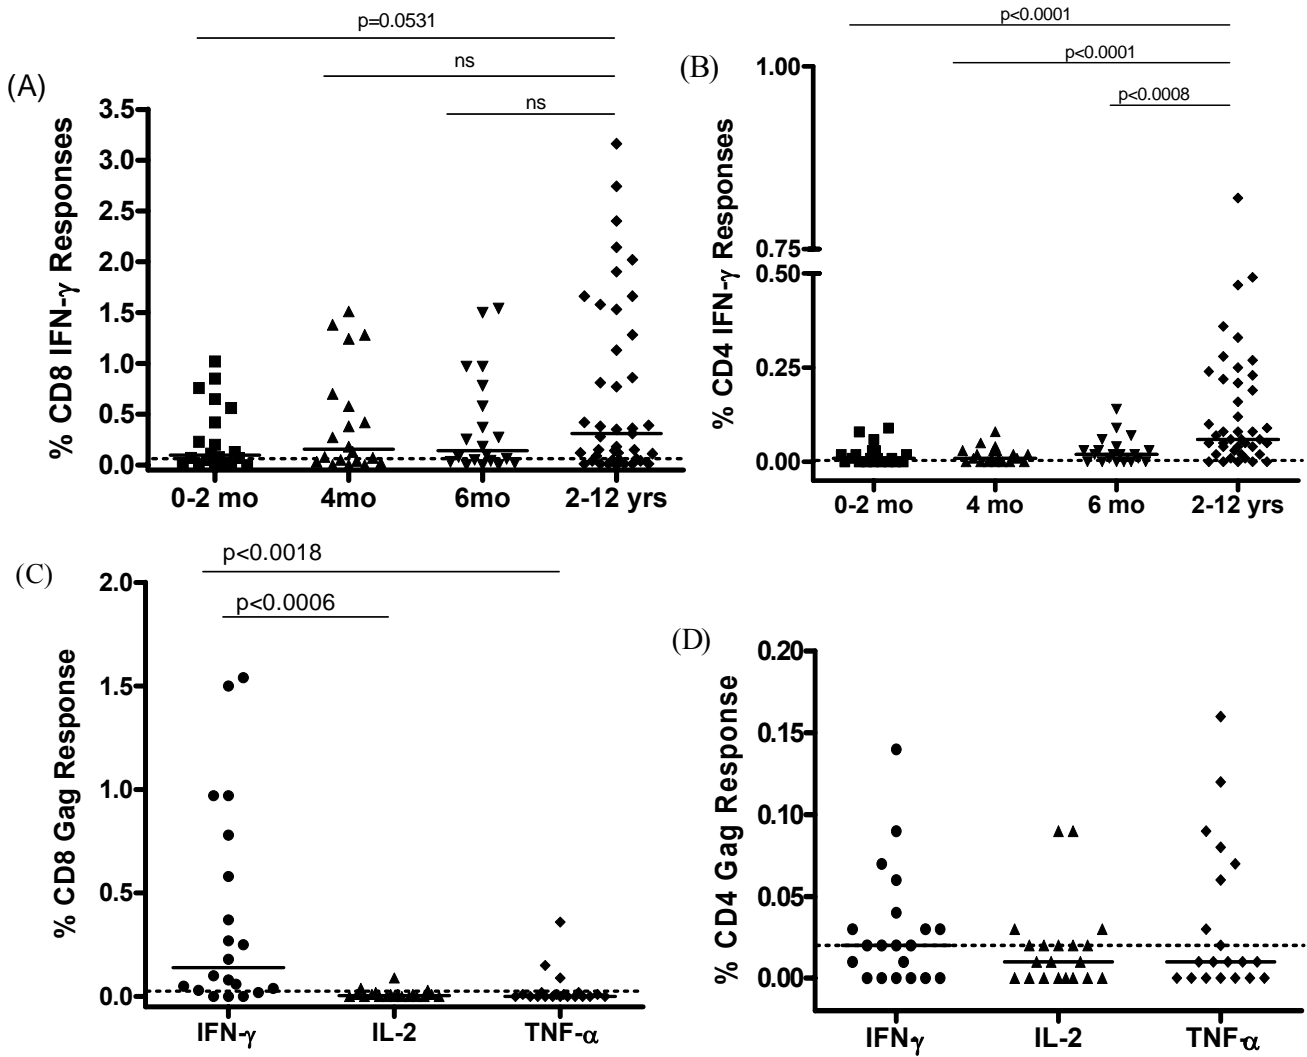 (A)
p=0.0531
ns
ns
% CD8 IFN-γ Responses
3.5
3.0
2.5
2.0
1.5
1.0
0.5
0.0
0-2 mo 4mo 6mo 2-12 yrs
(B)
p<0.0001
p<0.0001
p<0.0008
% CD4 IFN-γ Responses
1.00
0.75
0.50
0.25
0.00
0-2 mo 4 mo 6 mo 2-12 yrs
(C)
p<0.0018
p<0.0006
% CD8 Gag Response
2.0
1.5
1.0
0.5
0.0
IFN-γ IL-2 TNF-α
(D)
% CD4 Gag Response
0.20
0.15
0.10
0.05
0.00
IFN-γ IL-2 TNF-α